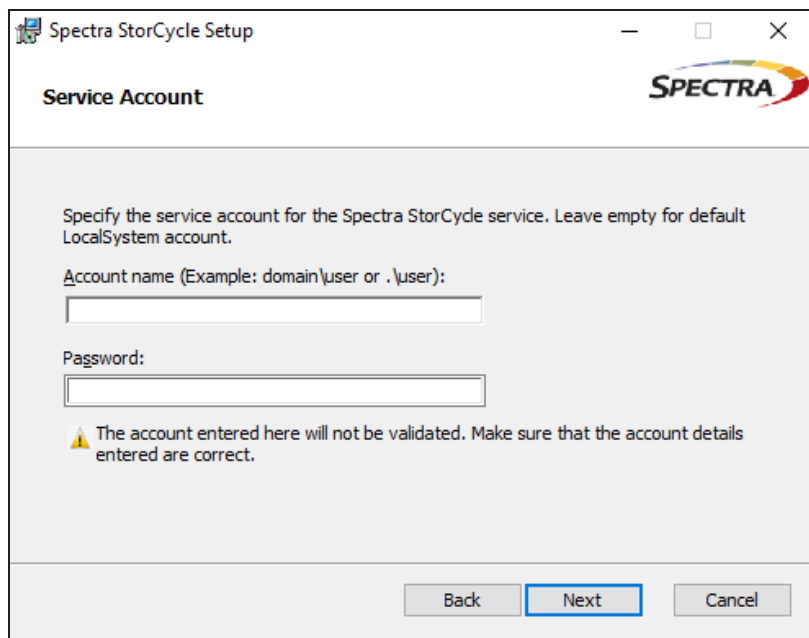 Spectra StorCycle Setup
Service Account
SPECTRA
Specify the service account for the Spectra StorCycle service. Leave empty for default
LocalSystem account.
Account name (Example: domain\user or .\user):
Password:
The account entered here will not be validated. Make sure that the account details
entered are correct.
Back Next Cancel